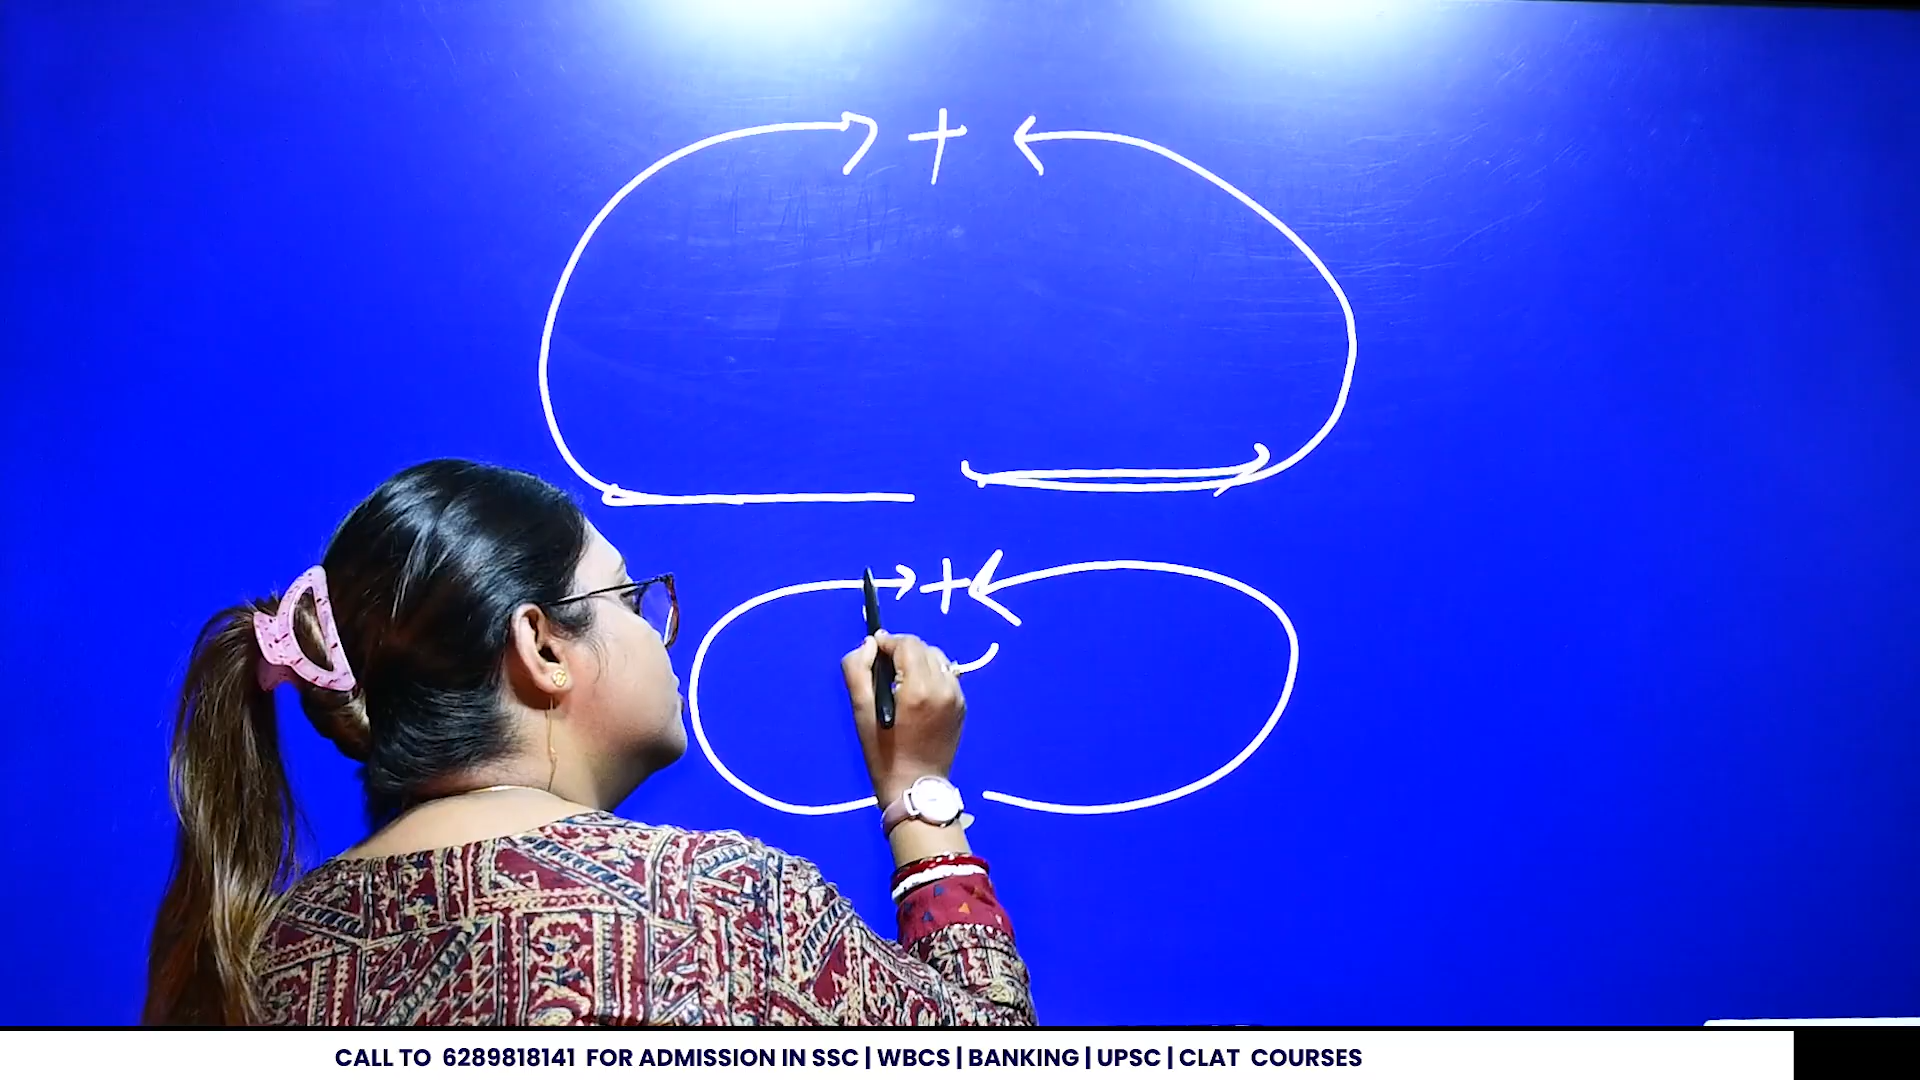 +
+
CALL TO 6289818141 FOR ADMISSION IN SSC | WBCS | BANKING | UPSC | CLAT COURSES